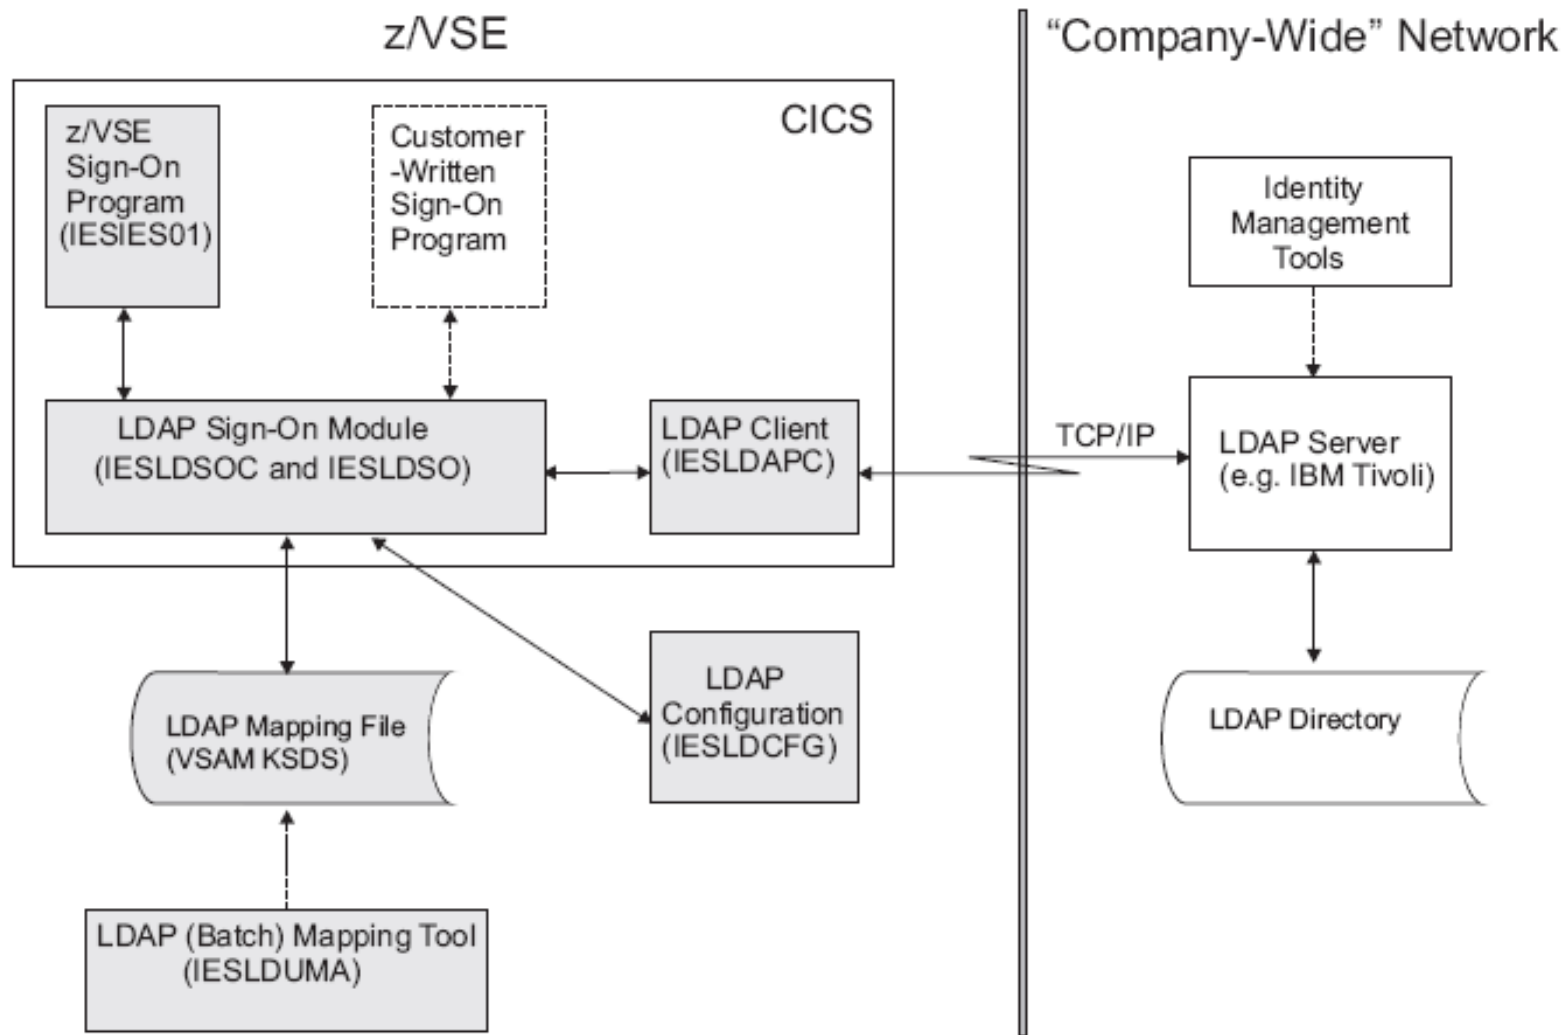 z/VSE
“Company-Wide” Network
CICS
z/VSE
Sign-On
Program
(IESIES01)
Customer
-Written
Sign-On
Program
Identity
Management
Tools
LDAP Sign-On Module
(IESLDSOC and IESLDSO)
LDAP Client
(IESLDAPC)
TCP/IP
LDAP Server
(e.g. IBM Tivoli)
LDAP Mapping File
(VSAM KSDS)
LDAP
Configuration
(IESLDCFG)
LDAP Directory
LDAP (Batch) Mapping Tool
(IESLDUMA)